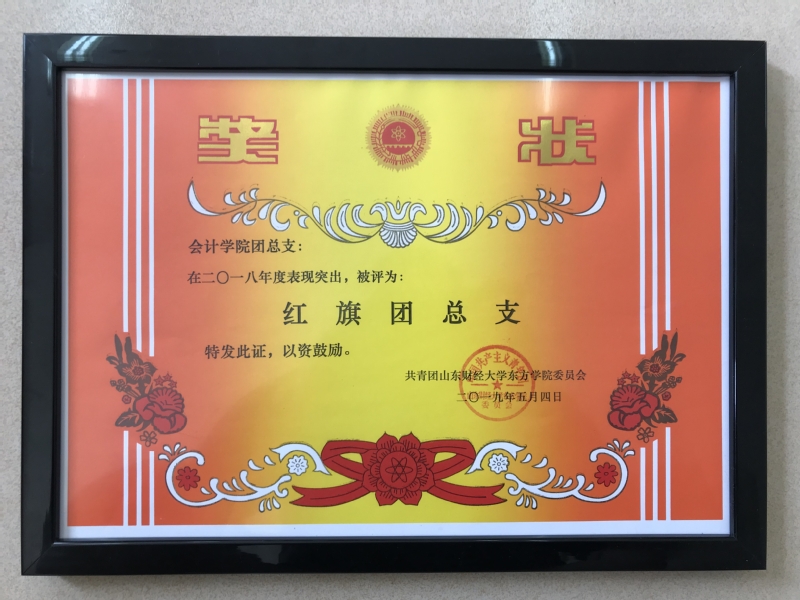 奖状
会计学院团总支：
在二〇一八年度表现突出，被评为：
红旗团总支
特发此证，以资鼓励。
共青团山东财经大学东方学院委员会
二〇一九年五月四日